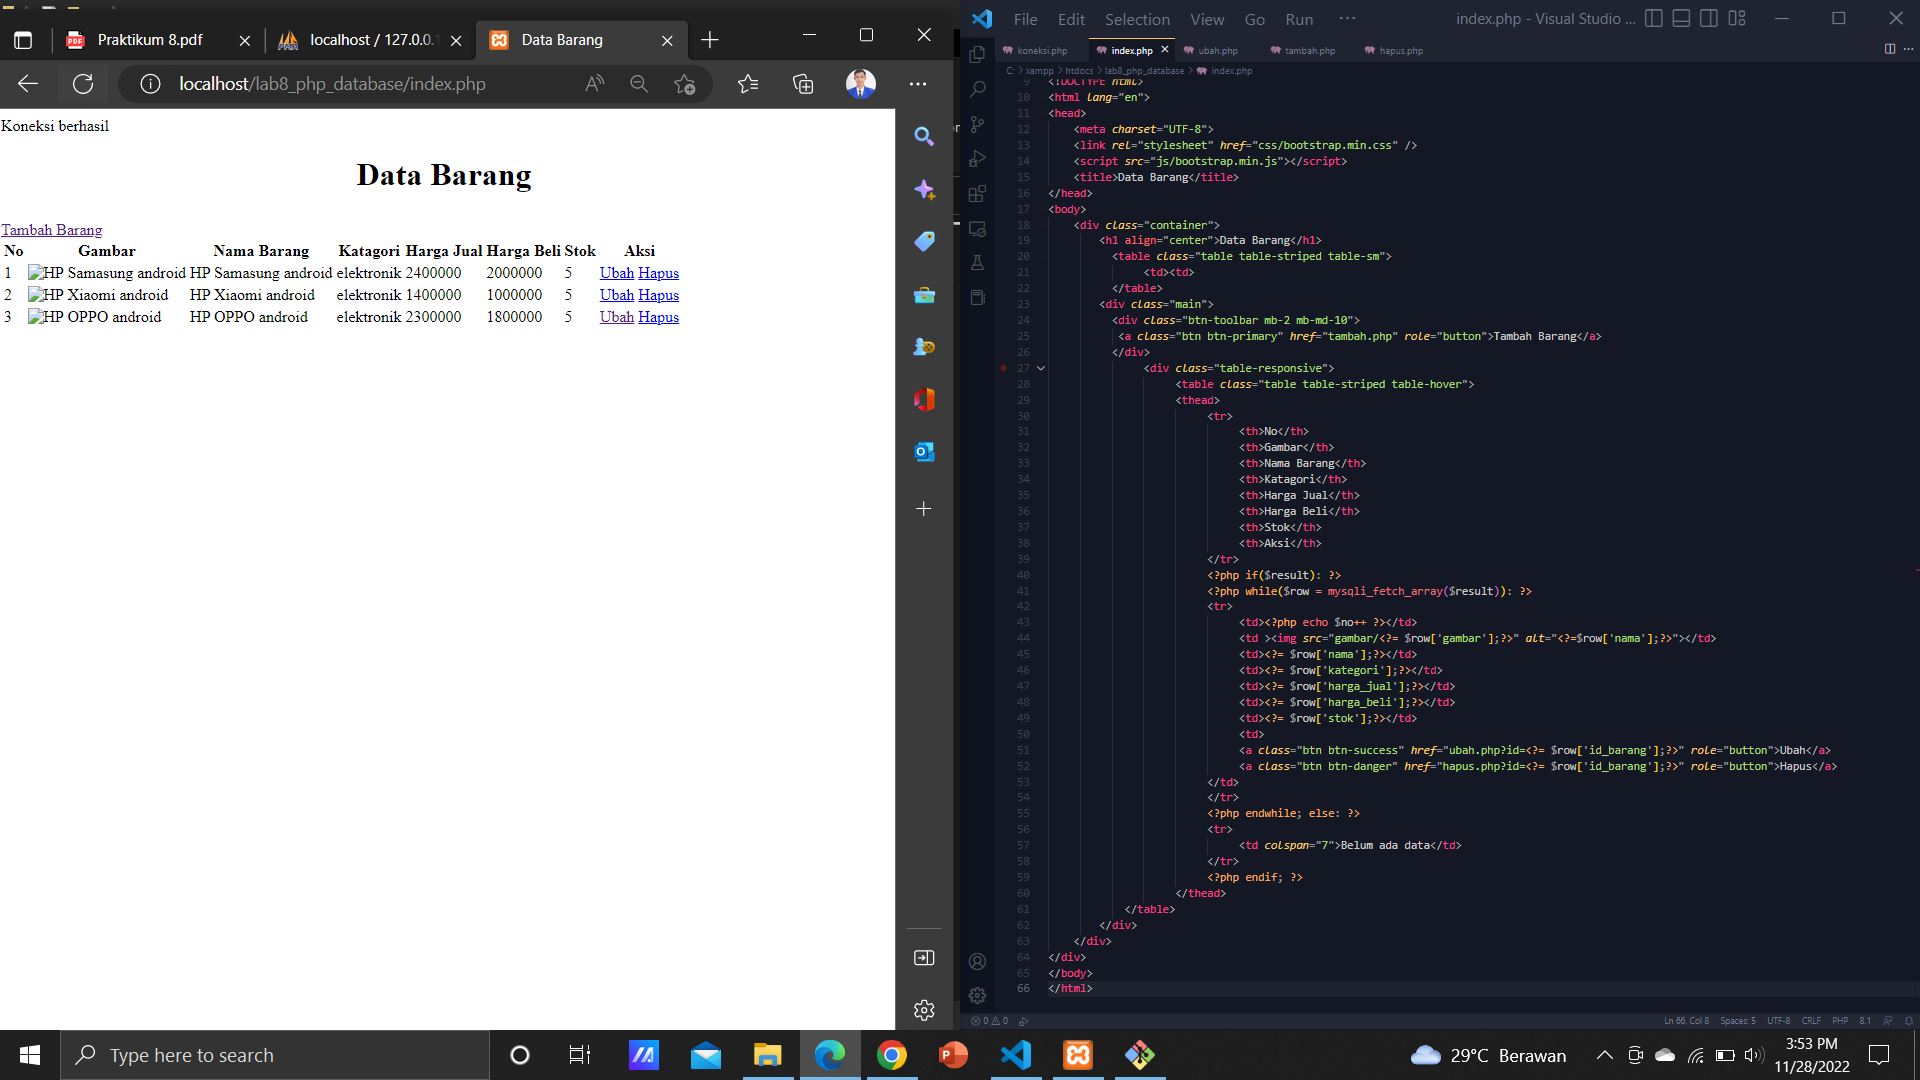 Praktikum 8.pdf
localhost / 127.0.0.1
Data Barang
localhost/lab8_php_database/index.php
Koneksi berhasil
Data Barang
Tambah Barang
No Gambar Nama Barang Katagori Harga Jual Harga Beli Stok Aksi
1 HP Samasung android HP Samasung android elektronik 2400000 2000000 5 Ubah Hapus
2 HP Xiaomi android HP Xiaomi android elektronik 1400000 1000000 5 Ubah Hapus
3 HP OPPO android HP OPPO android elektronik 2300000 1800000 5 Ubah Hapus
File Edit Selection View Go Run ··· index.php - Visual Studio ...
koneksi.php index.php ubah.php tambah.php hapus.php
C: > xampp > htdocs > lab8_php_database > index.php
9 <!DOCTYPE html>
10 <html lang="en">
11 <head>
12 <meta charset="UTF-8">
13 <link rel="stylesheet" href="css/bootstrap.min.css" />
14 <script src="js/bootstrap.min.js"></script>
15 <title>Data Barang</title>
16 </head>
17 <body>
18 <div class="container">
19 <h1 align="center">Data Barang</h1>
20 <table class="table table-striped table-sm">
21 <td><td>
22 </table>
23 <div class="main">
24 <div class="btn-toolbar mb-2 mb-md-10">
25 <a class="btn btn-primary" href="tambah.php" role="button">Tambah Barang</a>
26 </div>
27 <div class="table-responsive">
28 <table class="table table-striped table-hover">
29 <thead>
30 <tr>
31 <th>No</th>
32 <th>Gambar</th>
33 <th>Nama Barang</th>
34 <th>Katagori</th>
35 <th>Harga Jual</th>
36 <th>Harga Beli</th>
37 <th>Stok</th>
38 <th>Aksi</th>
39 </tr>
40 <?php if($result): ?>
41 <?php while($row = mysqli_fetch_array($result)): ?>
42 <tr>
43 <td><?php echo $no++ ?></td>
44 <td ><img src="gambar/<?= $row['gambar'];?>" alt="<?=$row['nama'];?>"></td>
45 <td><?= $row['nama'];?></td>
46 <td><?= $row['kategori'];?></td>
47 <td><?= $row['harga_jual'];?></td>
48 <td><?= $row['harga_beli'];?></td>
49 <td><?= $row['stok'];?></td>
50 <td>
51 <a class="btn btn-success" href="ubah.php?id=<?= $row['id_barang'];?>" role="button">Ubah</a>
52 <a class="btn btn-danger" href="hapus.php?id=<?= $row['id_barang'];?>" role="button">Hapus</a>
53 </td>
54 </tr>
55 <?php endwhile; else: ?>
56 <tr>
57 <td colspan="7">Belum ada data</td>
58 </tr>
59 <?php endif; ?>
60 </thead>
61 </table>
62 </div>
63 </div>
64 </div>
65 </body>
66 </html>
0 0
Ln 66, Col 8 Spaces: 5 UTF-8 CRLF PHP 8.1
Type here to search
29°C Berawan
3:53 PM
11/28/2022